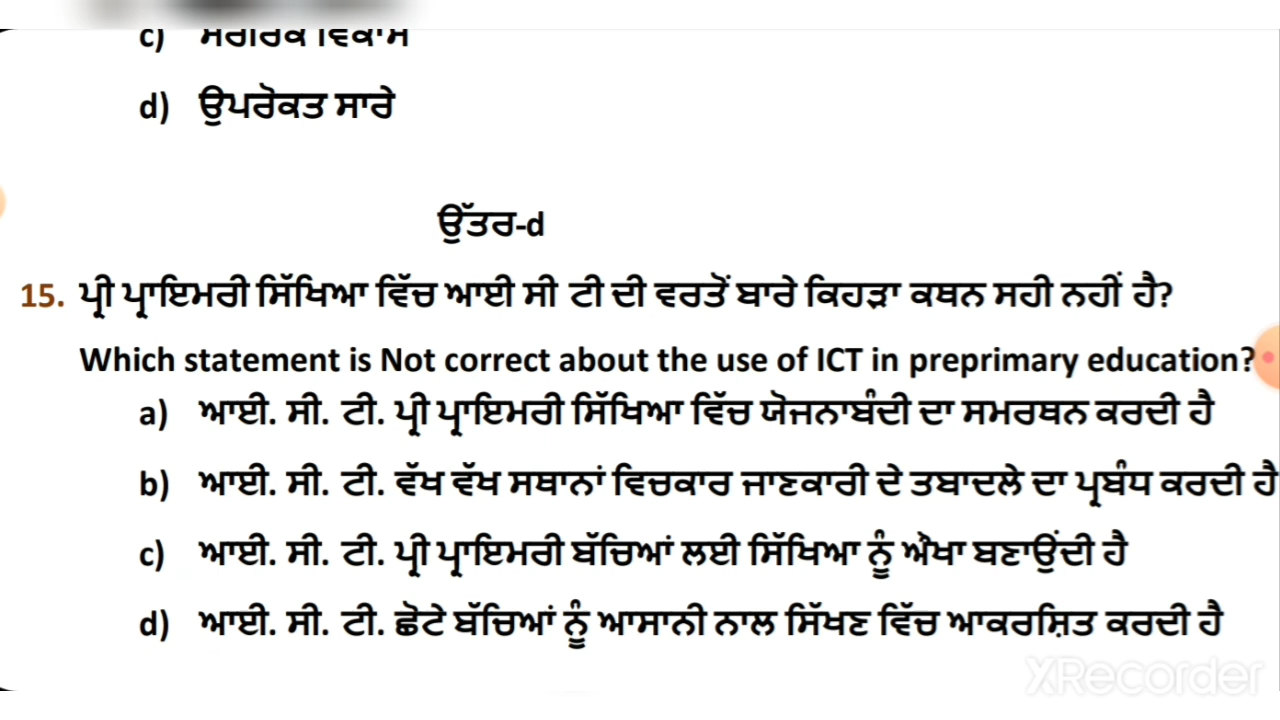 c) ਸਰੀਰਿਕ ਵਿਕਾਸ
d) ਉਪਰੋਕਤ ਸਾਰੇ
ਉੱਤਰ-d
15. ਪ੍ਰੀ ਪ੍ਰਾਇਮਰੀ ਸਿੱਖਿਆ ਵਿੱਚ ਆਈ ਸੀ ਟੀ ਦੀ ਵਰਤੋਂ ਬਾਰੇ ਕਿਹੜਾ ਕਥਨ ਸਹੀ ਨਹੀਂ ਹੈ?
Which statement is Not correct about the use of ICT in preprimary education?
a) ਆਈ. ਸੀ. ਟੀ. ਪ੍ਰੀ ਪ੍ਰਾਇਮਰੀ ਸਿੱਖਿਆ ਵਿੱਚ ਯੋਜਨਾਬੰਦੀ ਦਾ ਸਮਰਥਨ ਕਰਦੀ ਹੈ
b) ਆਈ. ਸੀ. ਟੀ. ਵੱਖ ਵੱਖ ਸਥਾਨਾਂ ਵਿਚਕਾਰ ਜਾਣਕਾਰੀ ਦੇ ਤਬਾਦਲੇ ਦਾ ਪ੍ਰਬੰਧ ਕਰਦੀ ਹੈ
c) ਆਈ. ਸੀ. ਟੀ. ਪ੍ਰੀ ਪ੍ਰਾਇਮਰੀ ਬੱਚਿਆਂ ਲਈ ਸਿੱਖਿਆ ਨੂੰ ਔਖਾ ਬਣਾਉਂਦੀ ਹੈ
d) ਆਈ. ਸੀ. ਟੀ. ਛੋਟੇ ਬੱਚਿਆਂ ਨੂੰ ਆਸਾਨੀ ਨਾਲ ਸਿੱਖਣ ਵਿੱਚ ਆਕਰਸ਼ਿਤ ਕਰਦੀ ਹੈ
XRecorder